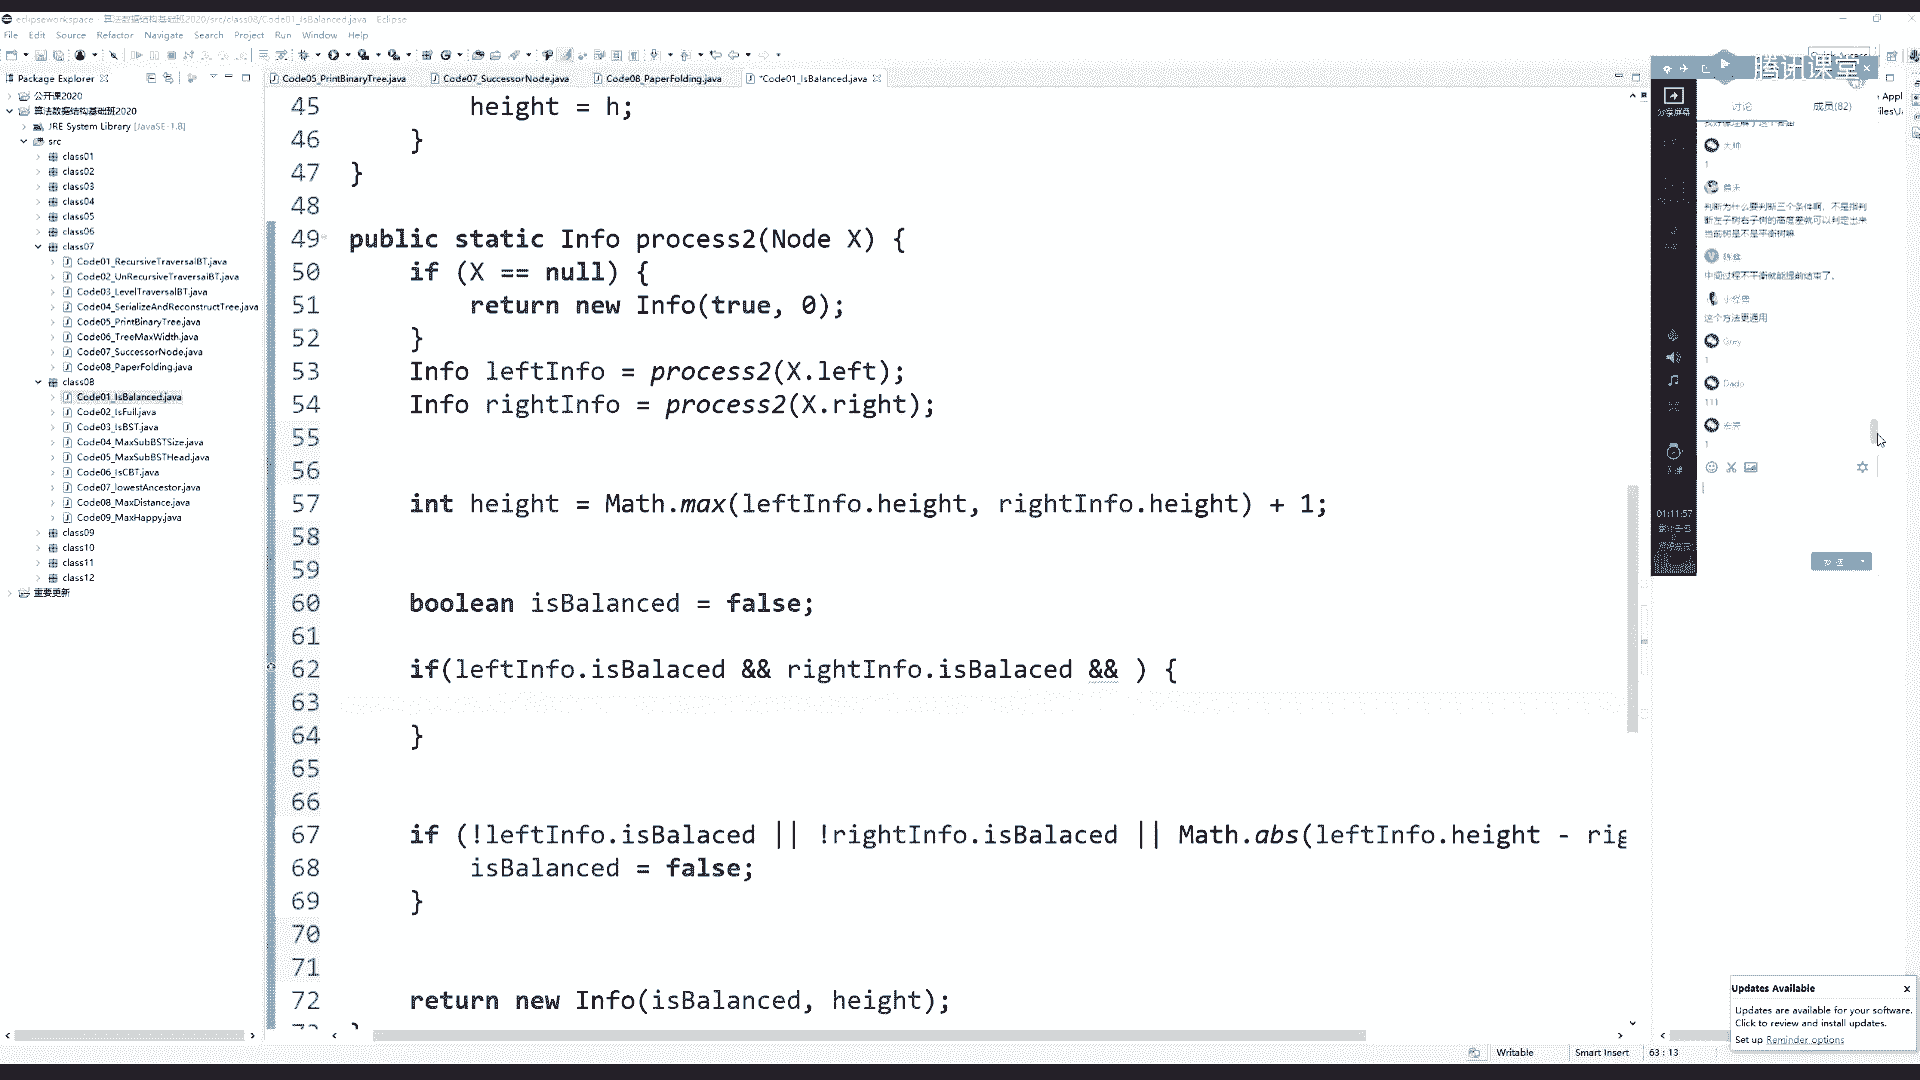 eclipseworkspace - 算法数据结构基础班2020/src/class08/Code01_IsBalanced.java - Eclipse
File Edit Source Refactor Navigate Search Project Run Window Help
Package Explorer
Code05_PrintBinaryTree.java
Code07_SuccessorNode.java
Code08_PaperFolding.java
*Code01_IsBalanced.java
腾讯课堂
公开课2020
算法数据结构基础班2020
JRE System Library [JavaSE-1.8]
src
class01
class02
class03
class04
class05
class06
class07
Code01_RecursiveTraversalBT.java
Code02_UnRecursiveTraversalBT.java
Code03_LevelTraversalBT.java
Code04_SerializeAndReconstructTree.java
Code05_PrintBinaryTree.java
Code06_TreeMaxWidth.java
Code07_SuccessorNode.java
Code08_PaperFolding.java
class08
Code01_IsBalanced.java
Code02_IsFull.java
Code03_IsBST.java
Code04_MaxSubBSTSize.java
Code05_MaxSubBSTHead.java
Code06_IsCBT.java
Code07_lowestAncestor.java
Code08_MaxDistance.java
Code09_MaxHappy.java
class09
class10
class11
class12
重要更新
45 height = h;
46 }
47 }
48
49 public static Info process2(Node X) {
50 if (X == null) {
51 return new Info(true, 0);
52 }
53 Info leftInfo = process2(X.left);
54 Info rightInfo = process2(X.right);
55
56
57 int height = Math.max(leftInfo.height, rightInfo.height) + 1;
58
59
60 boolean isBalanced = false;
61
62 if(leftInfo.isBalaced && rightInfo.isBalaced && ) {
63
64 }
65
66
67 if (!leftInfo.isBalaced || !rightInfo.isBalaced || Math.abs(leftInfo.height - rig
68 isBalanced = false;
69 }
70
71
72 return new Info(isBalanced, height);
讨论
成员(82)
大帅
1
判断为什么要判断三个条件啊，不是指判
断左子树右子树的高度差就可以判定出来
当前树是不是平衡树嘛
中间过程不平衡就能提前结束了。
这个方法更通用
Grey
1
Dado
111
1
01:11:57
Updates Available
Updates are available for your software.
Click to review and install updates.
Set up Reminder options
Writable
Smart Insert
63 : 13